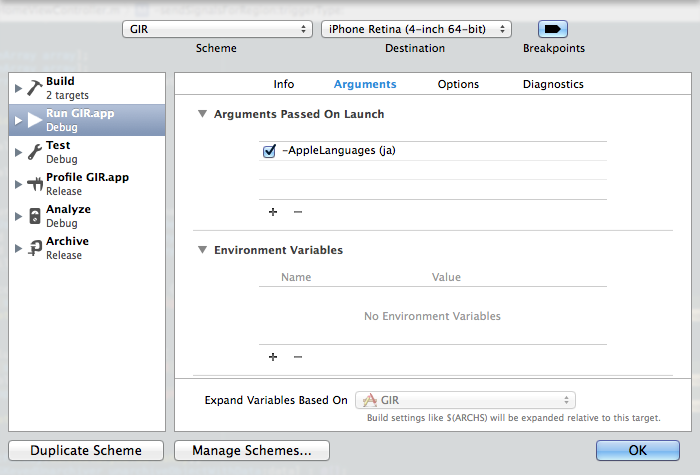 GIR
iPhone Retina (4-inch 64-bit)
Scheme
Destination
Breakpoints
Build
2 targets
Run GIR.app
Debug
Test
Debug
Profile GIR.app
Release
Analyze
Debug
Archive
Release
Info
Arguments
Options
Diagnostics
Arguments Passed On Launch
-AppleLanguages (ja)
Environment Variables
Name
Value
No Environment Variables
Expand Variables Based On
GIR
Build settings like $(ARCHS) will be expanded relative to this target.
Duplicate Scheme
Manage Schemes...
OK